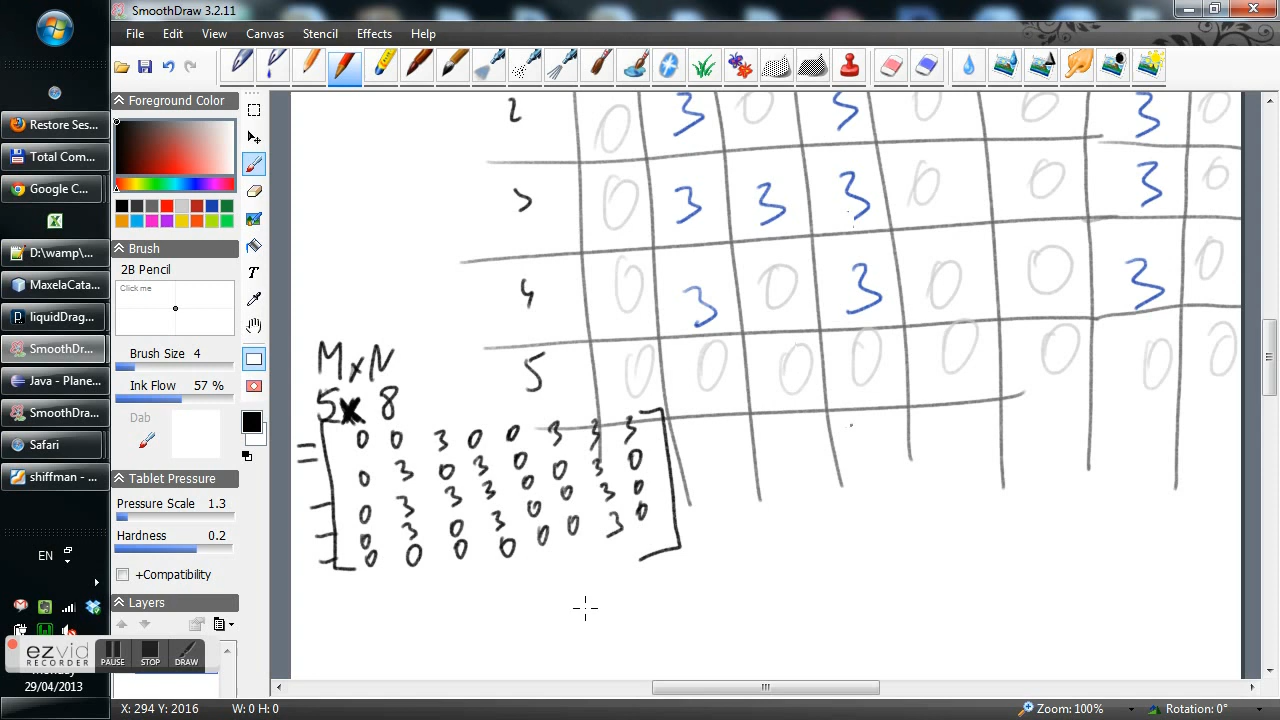 SmoothDraw 3.2.11
File Edit View Canvas Stencil Effects Help
Foreground Color
Brush
2B Pencil
Click me
Brush Size 4
Ink Flow 57 %
Dab
Tablet Pressure
Pressure Scale 1.3
Hardness 0.2
+Compatibility
Layers
Restore Ses...
Total Com...
Google C...
D:\wamp\...
MaxelaCata...
liquidDrag...
SmoothDr...
Java - Plane...
SmoothDr...
Safari
shiffman - ...
EN
ezvid
RECORDER
PAUSE STOP DRAW
29/04/2013
2 0 3 0 3 0 0 3 0
3 0 3 3 3 0 0 3 0
4 0 3 0 3 0 0 3 0
5 0 0 0 0 0 0 0 0
MxN
5x 8
= 0 0 3 0 0 3 3 3
0 3 0 3 0 0 3 0
0 3 3 3 0 0 3 0
0 3 0 3 0 0 3 0
0 0 0 0
X: 294 Y: 2016 W: 0 H: 0 Zoom: 100% Rotation: 0°